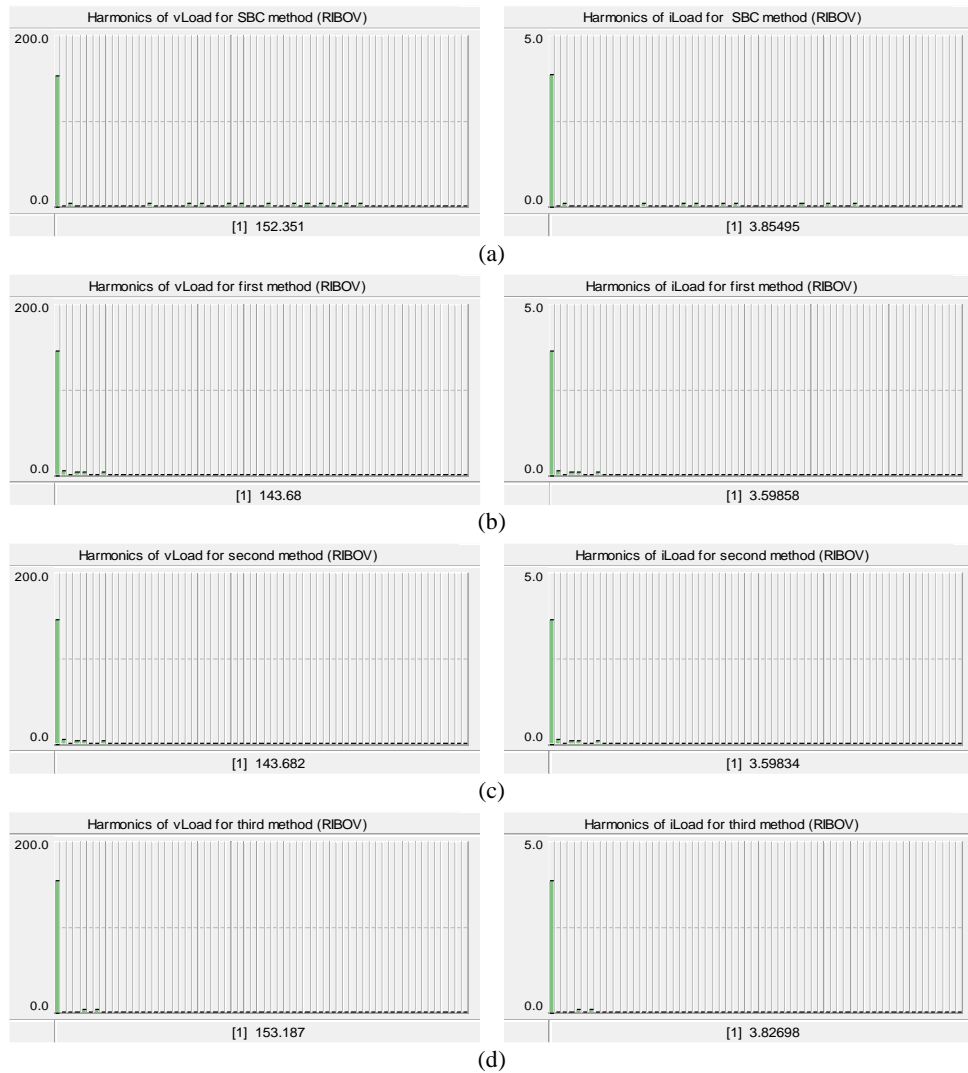 Harmonics of vLoad for SBC method (RIBOV)
200.0
0.0
[1] 152.351
Harmonics of iLoad for SBC method (RIBOV)
5.0
0.0
[1] 3.85495
(a)
Harmonics of vLoad for first method (RIBOV)
200.0
0.0
[1] 143.68
Harmonics of iLoad for first method (RIBOV)
5.0
0.0
[1] 3.59858
(b)
Harmonics of vLoad for second method (RIBOV)
200.0
0.0
[1] 143.682
Harmonics of iLoad for second method (RIBOV)
5.0
0.0
[1] 3.59834
(c)
Harmonics of vLoad for third method (RIBOV)
200.0
0.0
[1] 153.187
Harmonics of iLoad for third method (RIBOV)
5.0
0.0
[1] 3.82698
(d)